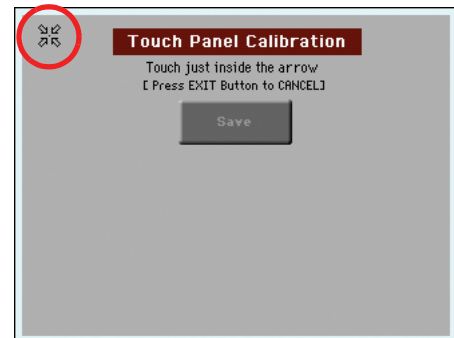 Touch Panel Calibration
Touch just inside the arrow
[ Press EXIT Button to CANCEL]
Save